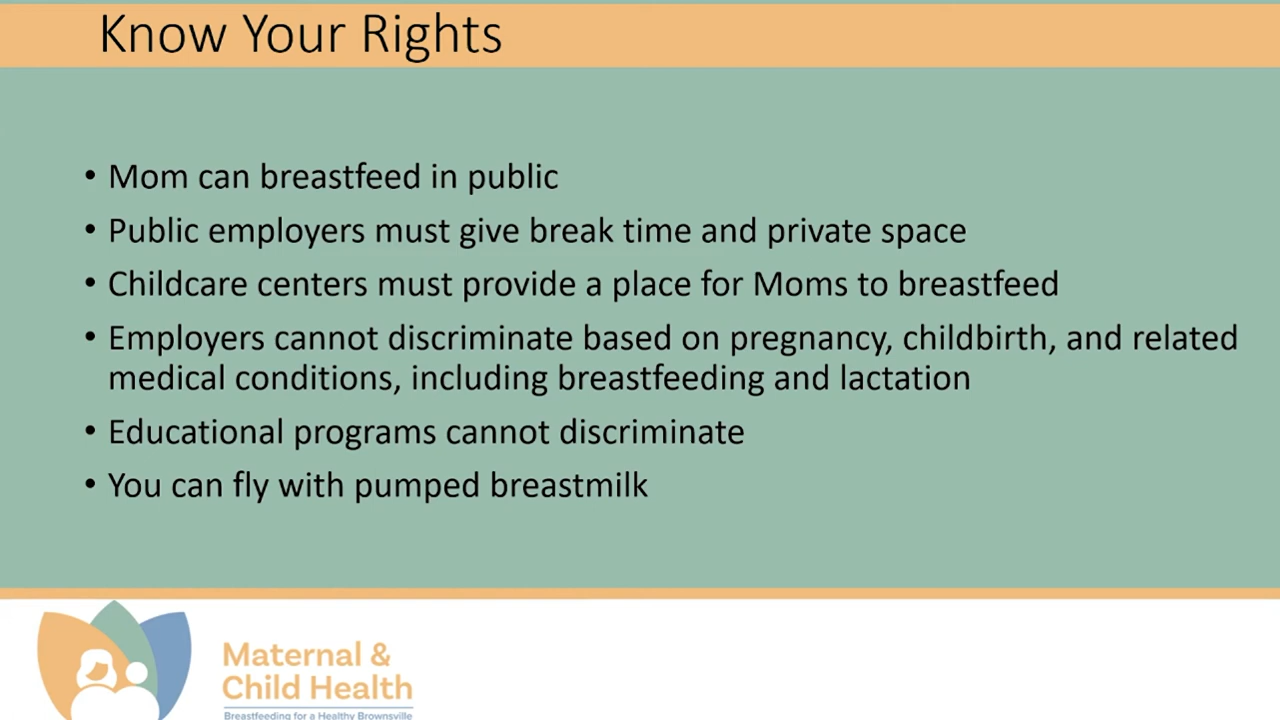 Know Your Rights
• Mom can breastfeed in public
• Public employers must give break time and private space
• Childcare centers must provide a place for Moms to breastfeed
• Employers cannot discriminate based on pregnancy, childbirth, and related
medical conditions, including breastfeeding and lactation
• Educational programs cannot discriminate
• You can fly with pumped breastmilk
Maternal &
Child Health
Breastfeeding for a Healthy Brownsville